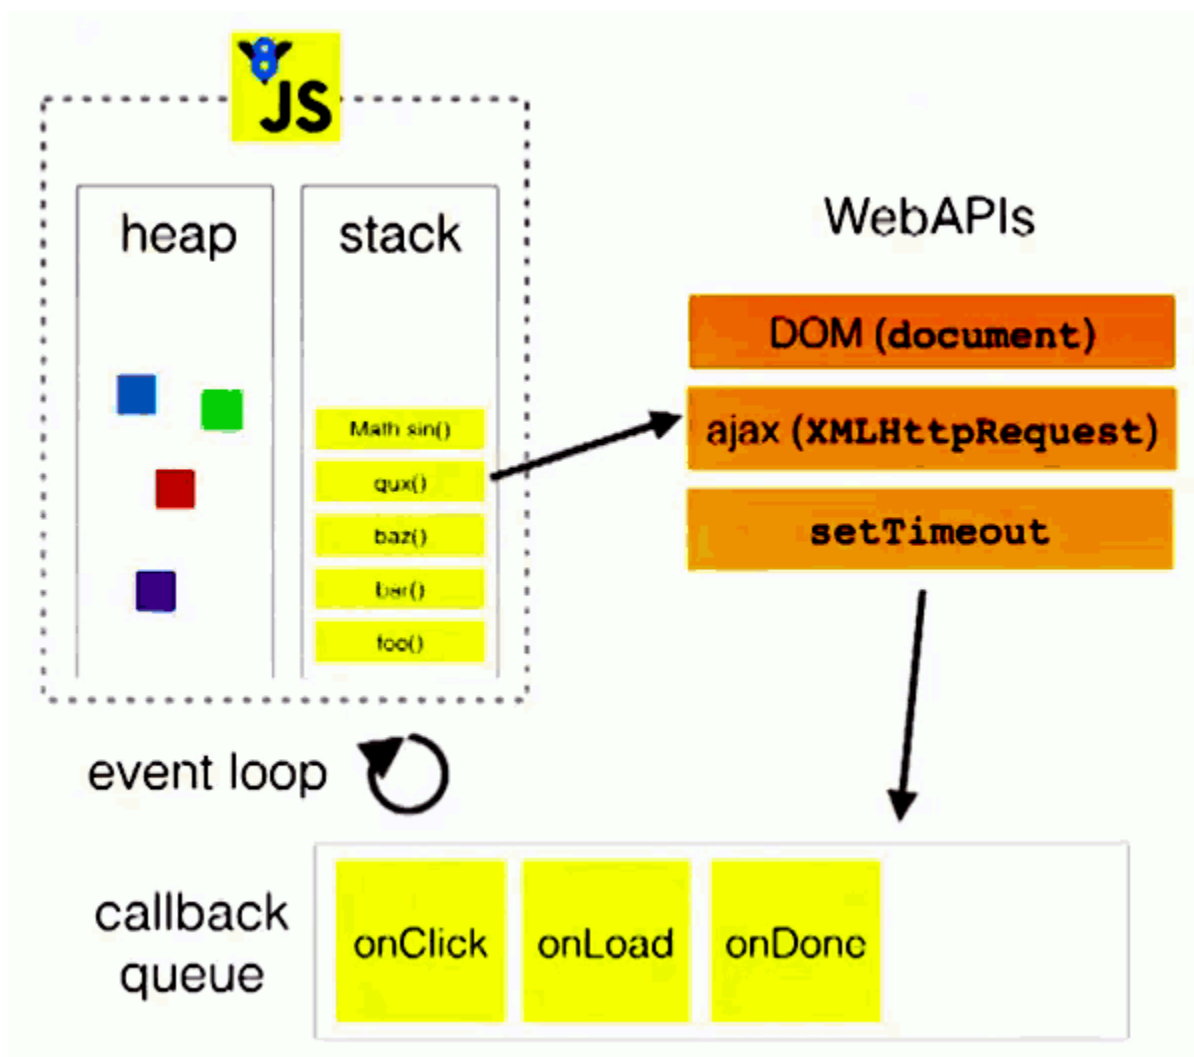 8
JS
heap
stack
WebAPIs
DOM (document)
ajax (XMLHttpRequest)
setTimeout
Math sin()
qux()
baz()
bar()
foo()
event loop
callback
queue
onClick
onLoad
onDone